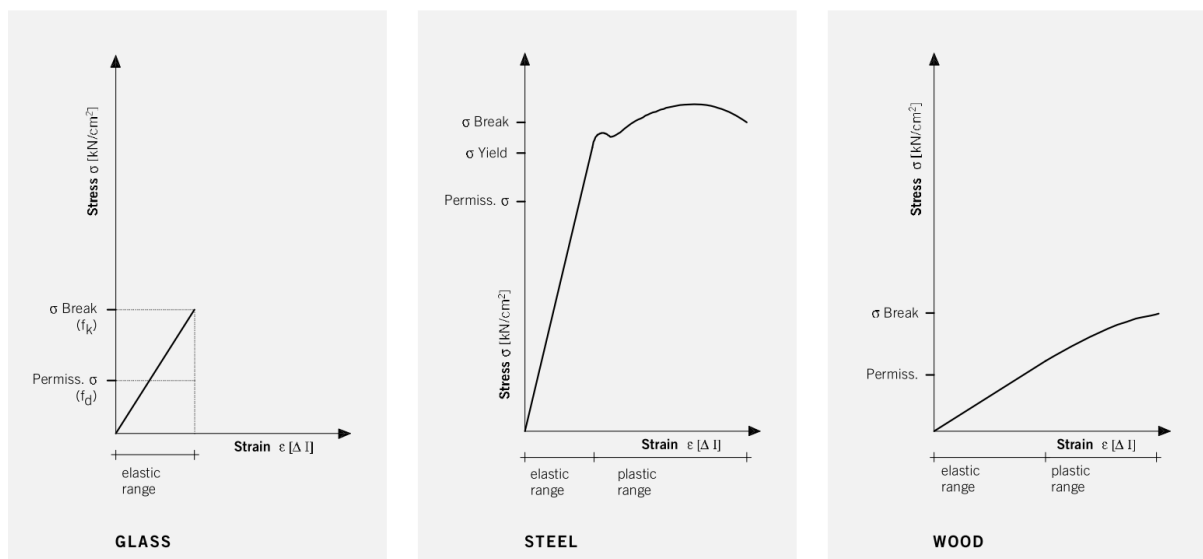 Stress σ [kN/cm²]
σ Break
(fk)
Permiss. σ
(fd)
Strain ε [Δ l]
elastic
range
GLASS
σ Break
σ Yield
Permiss. σ
Stress σ [kN/cm²]
Strain ε [Δ l]
elastic
range
plastic
range
STEEL
Stress σ [kN/cm²]
σ Break
Permiss.
Strain ε [Δ l]
elastic
range
plastic
range
WOOD